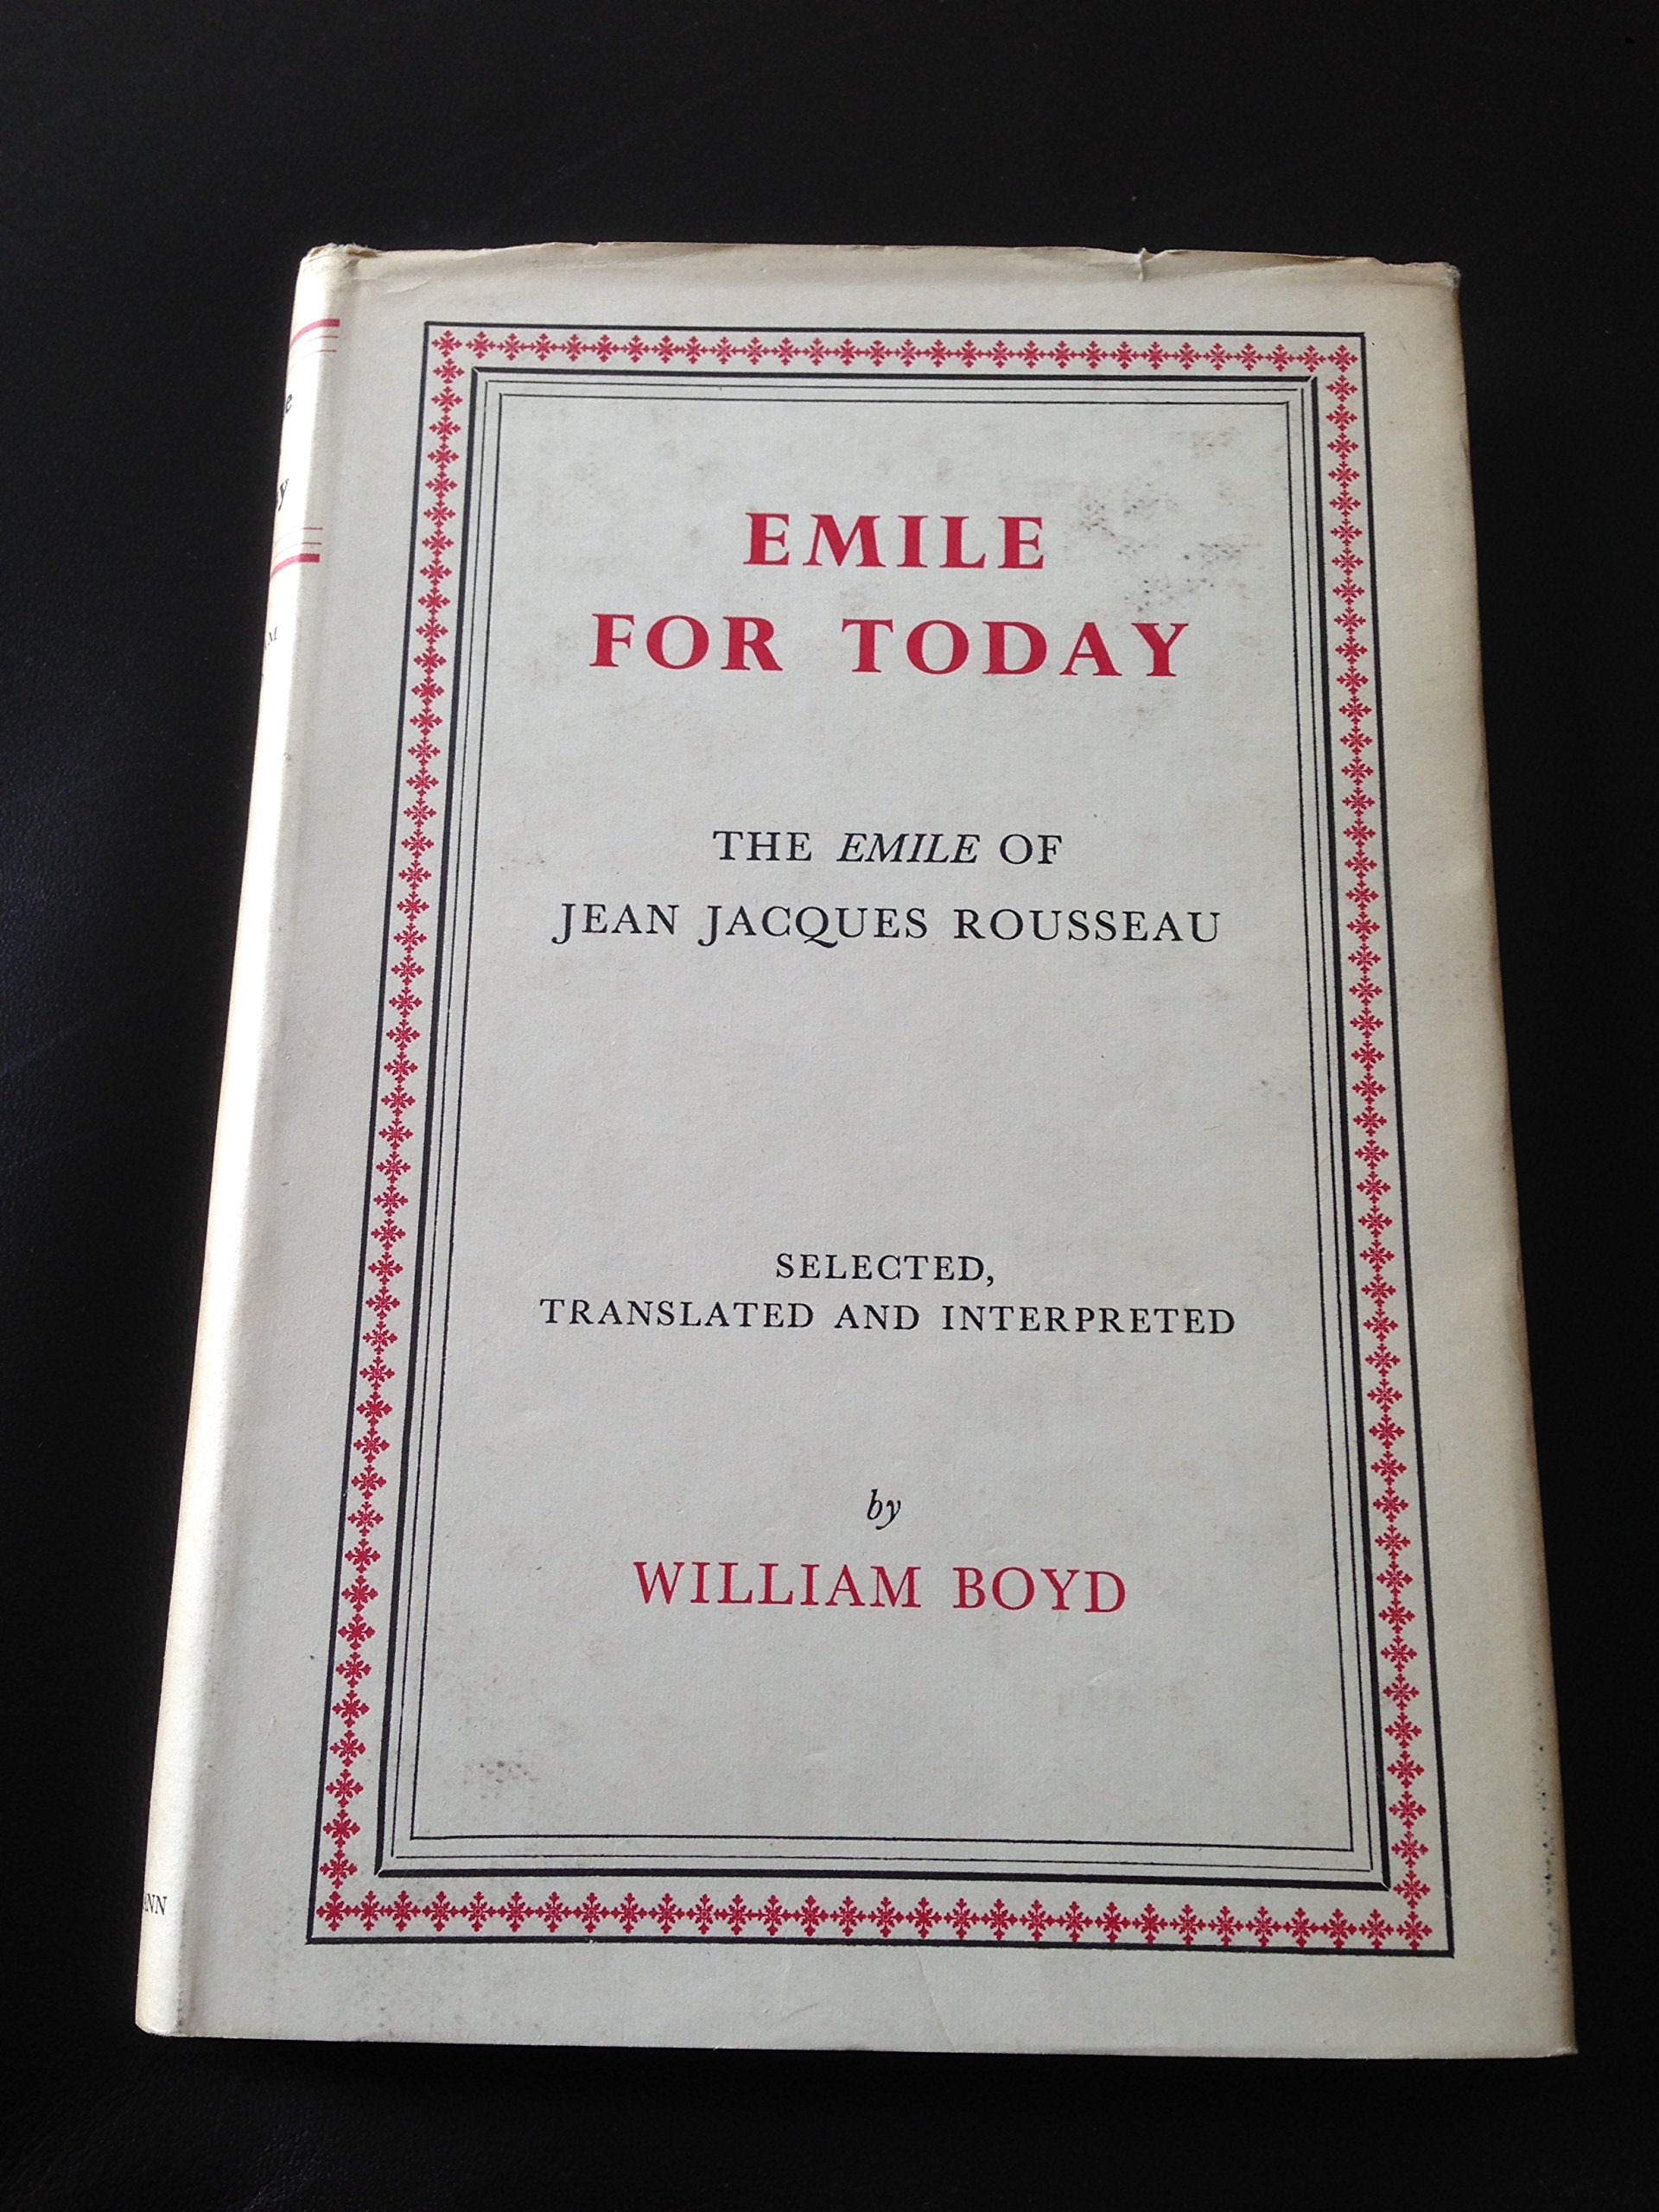 EMILE
FOR TODAY
THE EMILE OF
JEAN JACQUES ROUSSEAU
SELECTED,
TRANSLATED AND INTERPRETED
by
WILLIAM BOYD